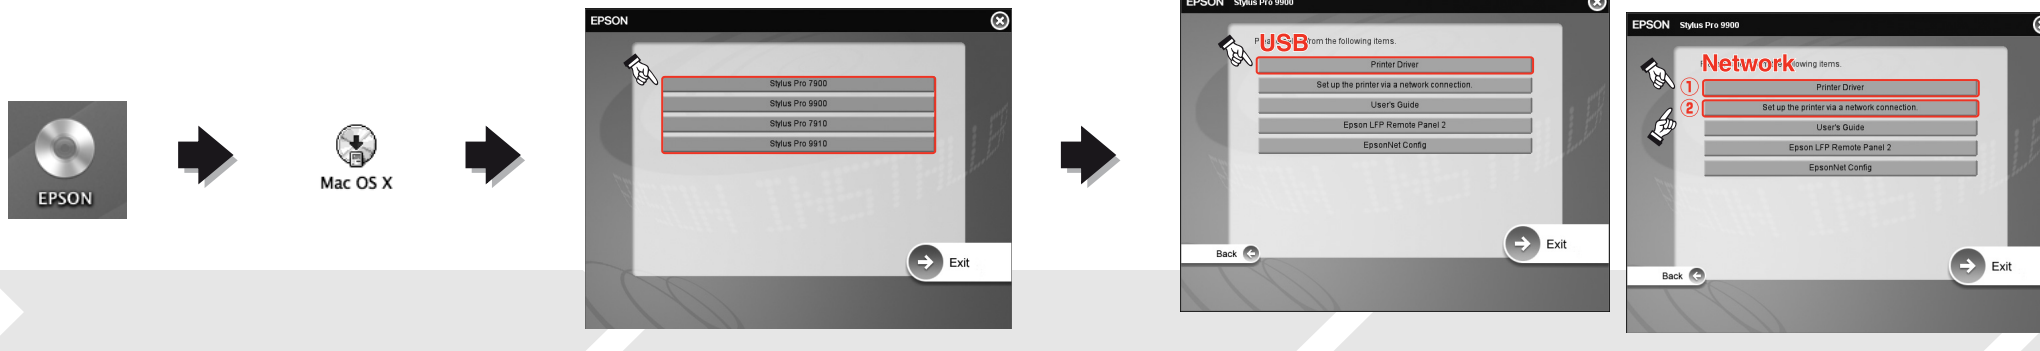 EPSON
Mac OS X
EPSON
Stylus Pro 7900
Stylus Pro 9900
Stylus Pro 7910
Stylus Pro 9910
Exit
EPSON Stylus Pro 9900
from the following items.
USB
Printer Driver
Set up the printer via a network connection.
User's Guide
Epson LFP Remote Panel 2
EpsonNet Config
Exit
Back
EPSON Stylus Pro 9900
items.
Network
① Printer Driver
② Set up the printer via a network connection.
User's Guide
Epson LFP Remote Panel 2
EpsonNet Config
Exit
Back